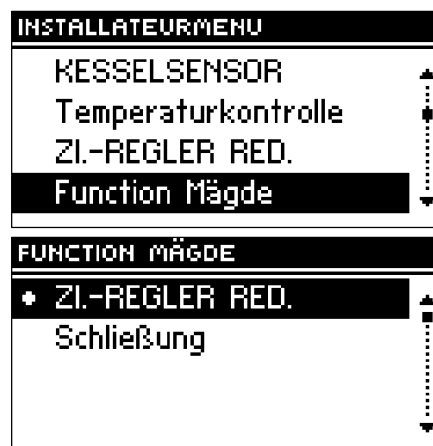 INSTALLATEURMENU
KESSELSENSOR
Temperaturkontrolle
ZI.-REGLER RED.
Function Mägde
FUNCTION MÄGDE
ZI.-REGLER RED.
Schließung